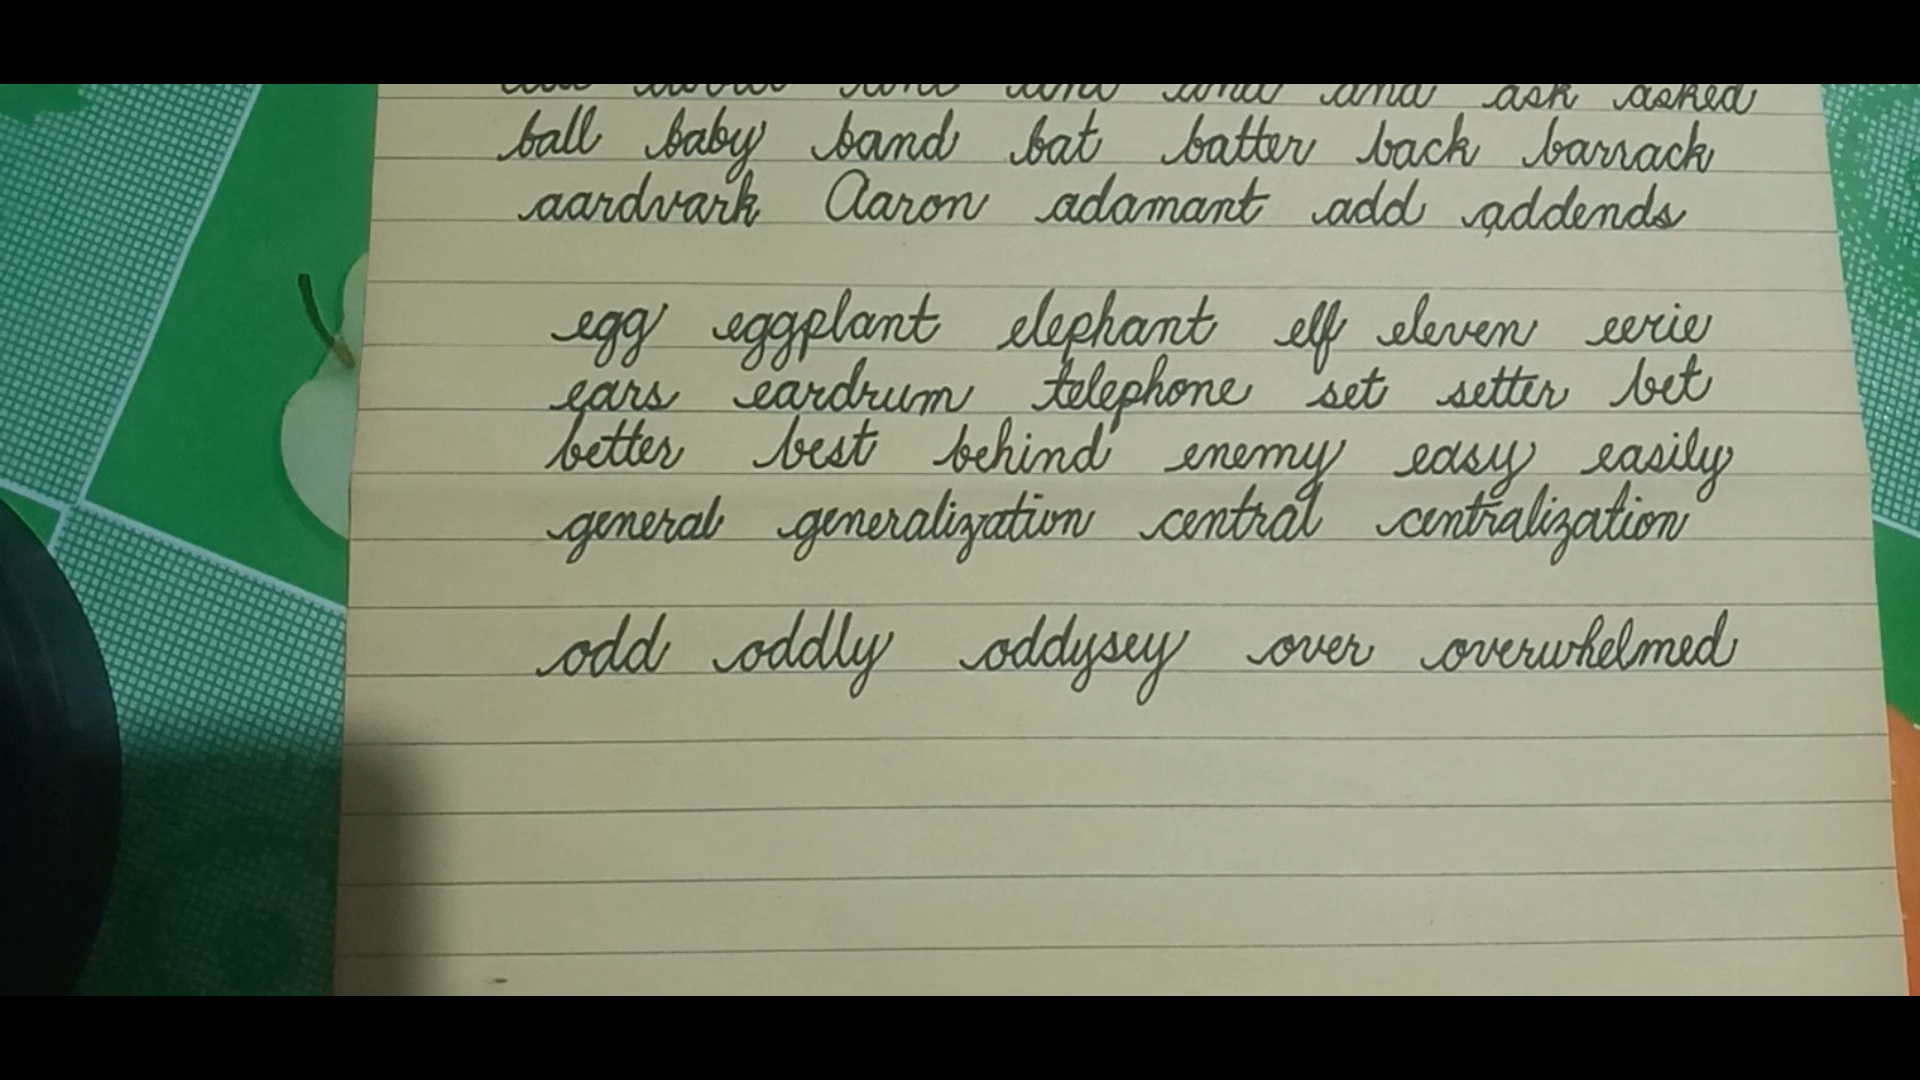 and and ask asked
ball baby band bat batter back barrack
aardvark Aaron adamant add addends
egg eggplant elephant elf eleven eerie
ears eardrum telephone set setter bet
better best behind enemy easy easily
general generalization central centralization
odd oddly oddysey over overwhelmed